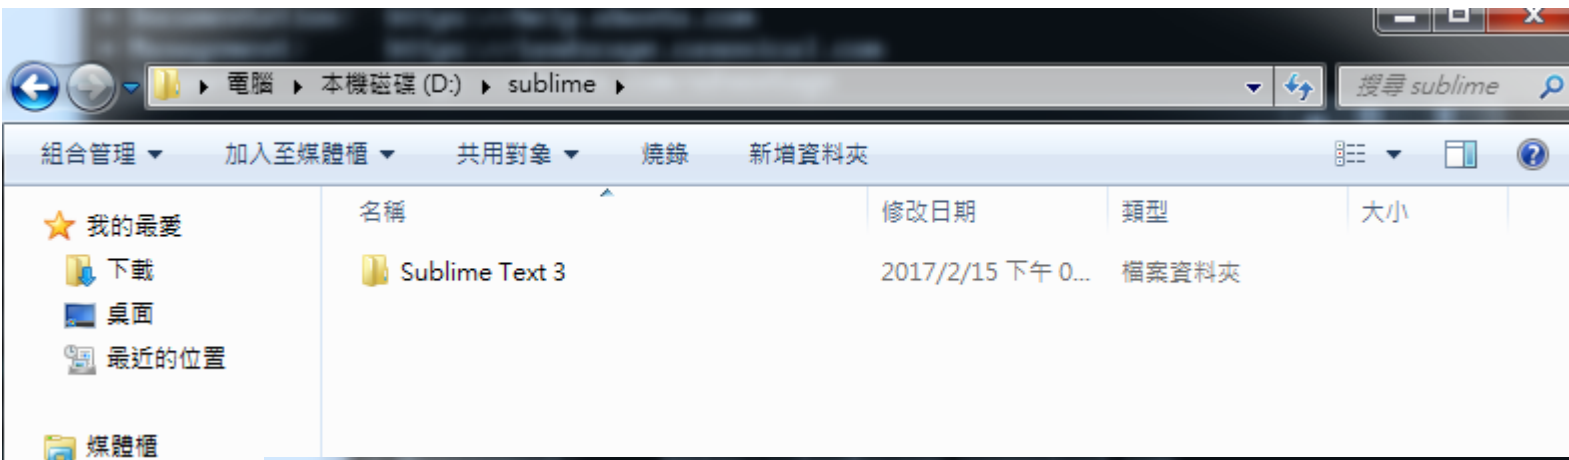 電腦 ▸ 本機磁碟 (D:) ▸ sublime ▸
搜尋 sublime
組合管理 加入至媒體櫃 共用對象 燒錄 新增資料夾
名稱 修改日期 類型 大小
我的最愛
下載
桌面
最近的位置
媒體櫃
Sublime Text 3 2017/2/15 下午 0... 檔案資料夾